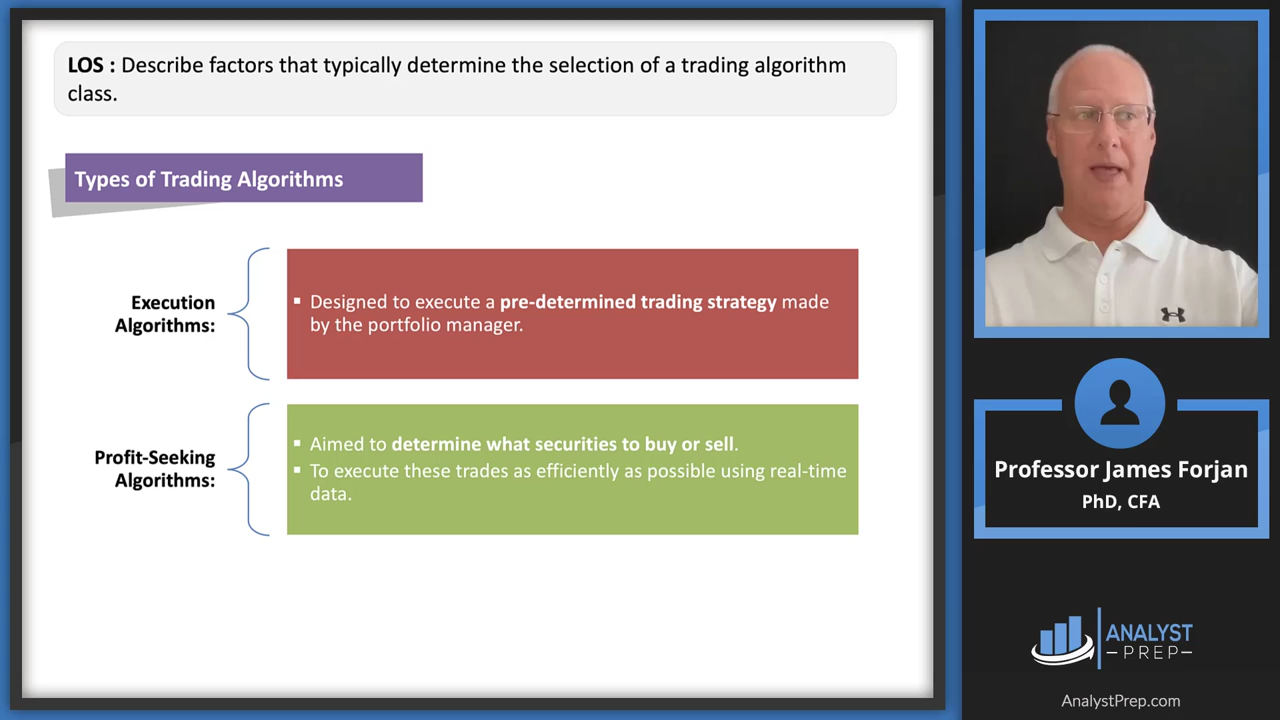 LOS : Describe factors that typically determine the selection of a trading algorithm
class.
Types of Trading Algorithms
Execution
Algorithms:
▪ Designed to execute a pre-determined trading strategy made
by the portfolio manager.
Profit-Seeking
Algorithms:
▪ Aimed to determine what securities to buy or sell.
▪ To execute these trades as efficiently as possible using real-time
data.
Professor James Forjan
PhD, CFA
ANALYST
PREP
AnalystPrep.com